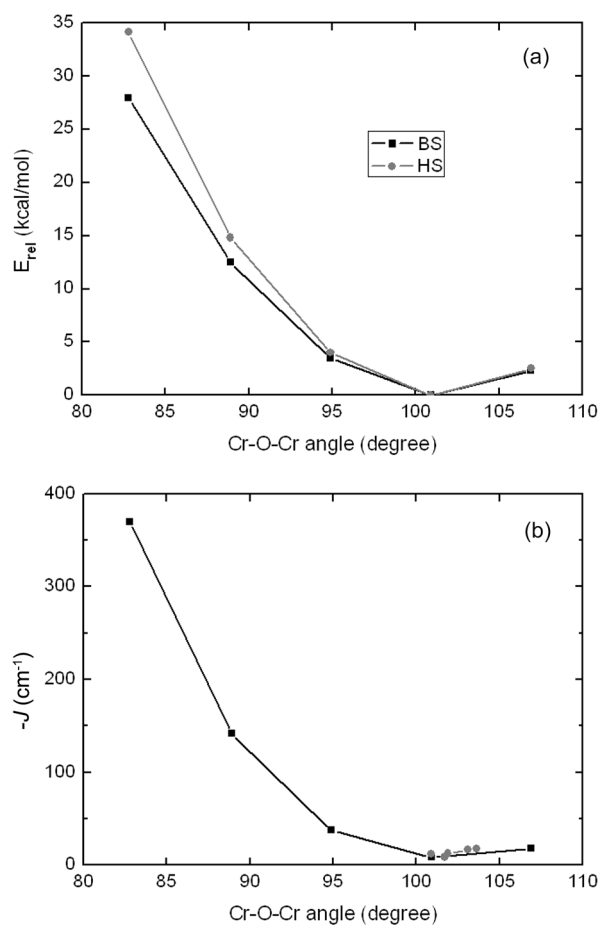 35
(a)
30
25
BS
HS
20
15
10
5
0
E_rel (kcal/mol)
80 85 90 95 100 105 110
Cr-O-Cr angle (degree)
400
(b)
300
200
100
0
-J (cm⁻¹)
80 85 90 95 100 105 110
Cr-O-Cr angle (degree)